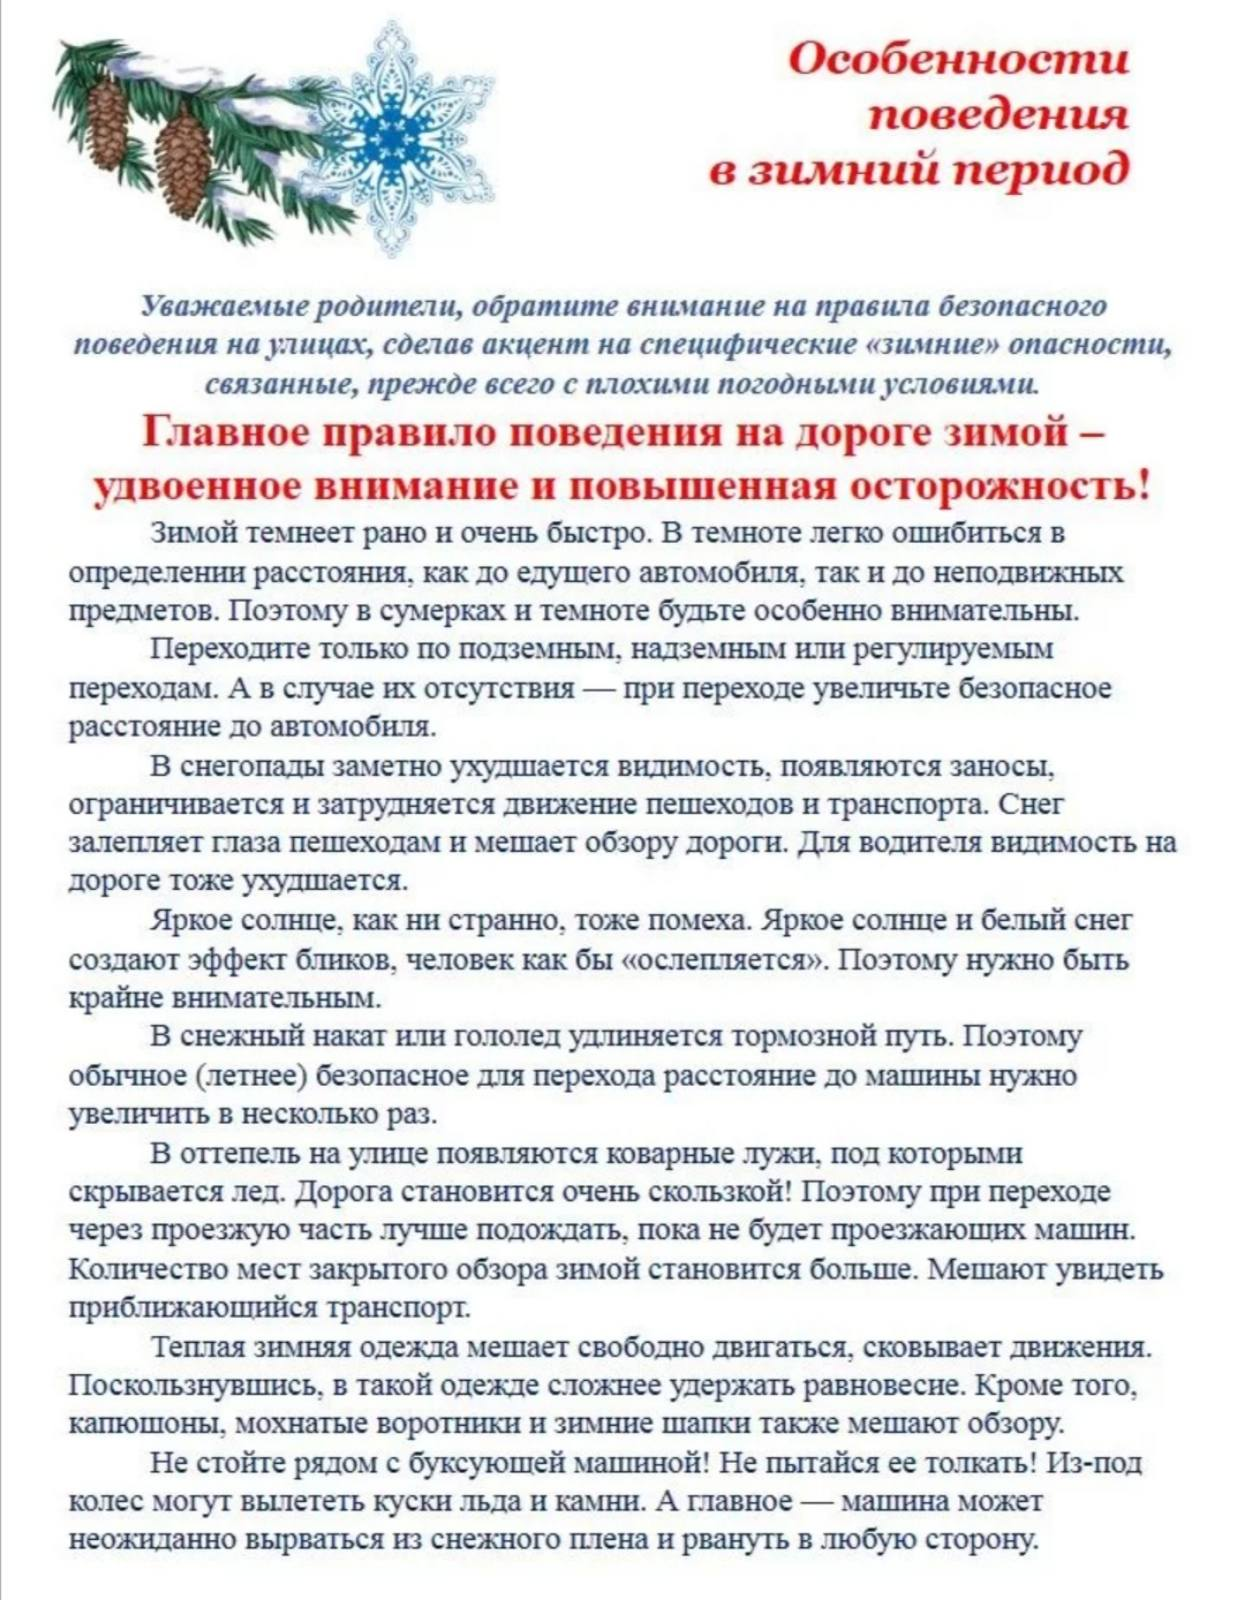 Особенности
поведения
в зимний период
Уважаемые родители, обратите внимание на правила безопасного
поведения на улицах, сделав акцент на специфические «зимние» опасности,
связанные, прежде всего с плохими погодными условиями.
Главное правило поведения на дороге зимой –
удвоенное внимание и повышенная осторожность!
Зимой темнеет рано и очень быстро. В темноте легко ошибиться в
определении расстояния, как до едущего автомобиля, так и до неподвижных
предметов. Поэтому в сумерках и темноте будьте особенно внимательны.
Переходите только по подземным, надземным или регулируемым
переходам. А в случае их отсутствия — при переходе увеличьте безопасное
расстояние до автомобиля.
В снегопады заметно ухудшается видимость, появляются заносы,
ограничивается и затрудняется движение пешеходов и транспорта. Снег
залепляет глаза пешеходам и мешает обзору дороги. Для водителя видимость на
дороге тоже ухудшается.
Яркое солнце, как ни странно, тоже помеха. Яркое солнце и белый снег
создают эффект бликов, человек как бы «ослепляется». Поэтому нужно быть
крайне внимательным.
В снежный накат или гололед удлиняется тормозной путь. Поэтому
обычное (летнее) безопасное для перехода расстояние до машины нужно
увеличить в несколько раз.
В оттепель на улице появляются коварные лужи, под которыми
скрывается лед. Дорога становится очень скользкой! Поэтому при переходе
через проезжую часть лучше подождать, пока не будет проезжающих машин.
Количество мест закрытого обзора зимой становится больше. Мешают увидеть
приближающийся транспорт.
Теплая зимняя одежда мешает свободно двигаться, сковывает движения.
Поскользнувшись, в такой одежде сложнее удержать равновесие. Кроме того,
капюшоны, мохнатые воротники и зимние шапки также мешают обзору.
Не стойте рядом с буксующей машиной! Не пытайся ее толкать! Из-под
колес могут вылететь куски льда и камни. А главное — машина может
неожиданно вырваться из снежного плена и рвануть в любую сторону.